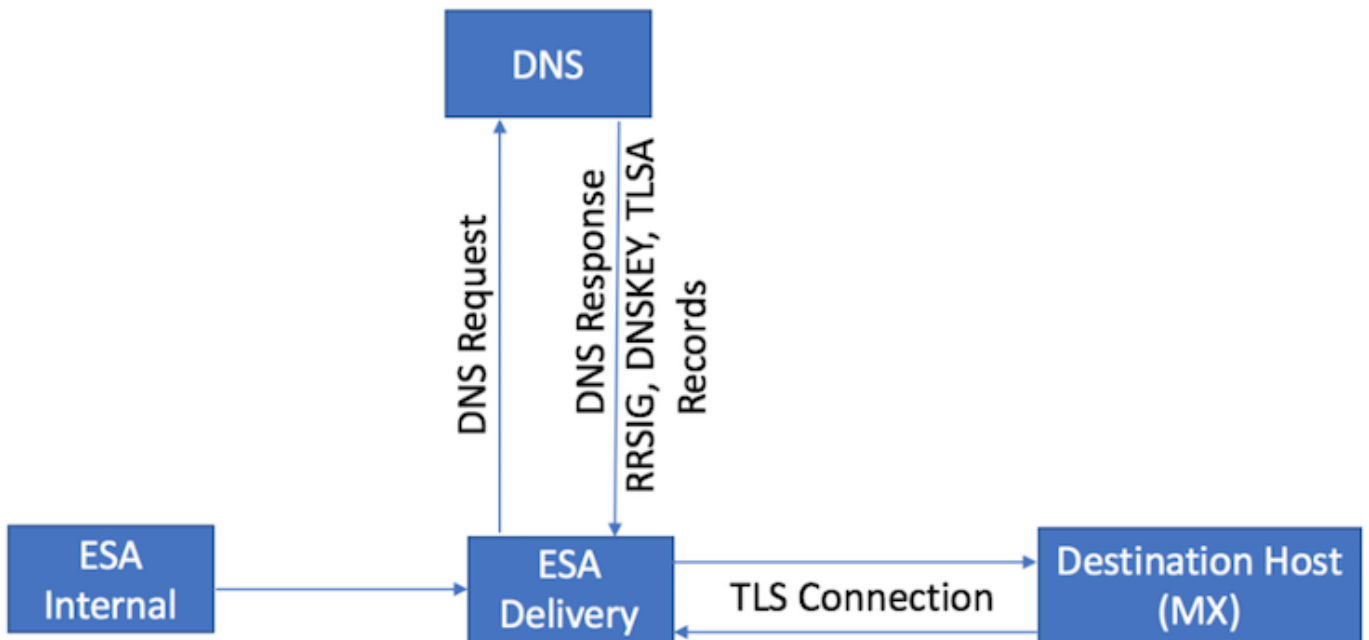 DNS
DNS Request
DNS Response
RRSIG, DNSKEY, TLSA
Records
ESA
Internal
ESA
Delivery
TLS Connection
Destination Host
(MX)